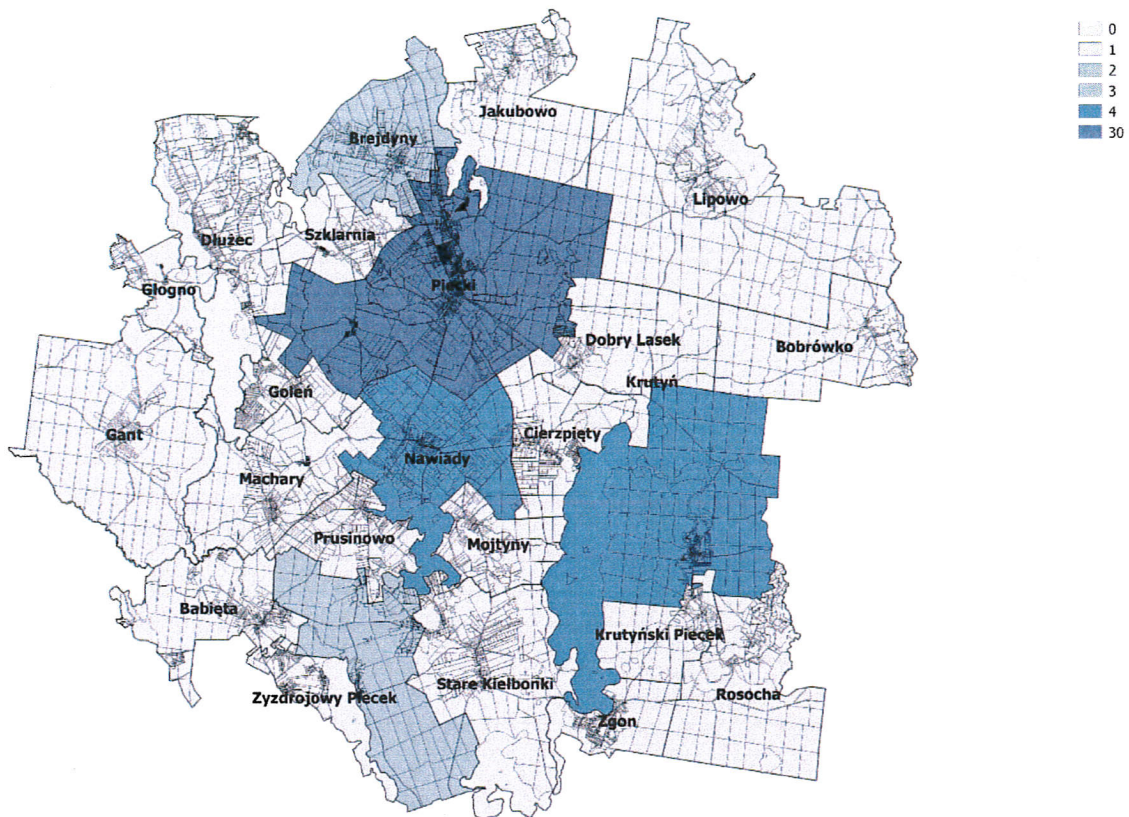 0
1
2
3
4
30
Jakubowo
Brejdyny
Lipowo
Szklarnia
Dłużec
Głogno
Piecki
Dobry Lasek
Bobrówko
Krutyń
Goleń
Gant
Cierzpięty
Nawiady
Machary
Prusinowo
Mojtyny
Babięta
Krutyński Piecek
Stare Kiełbonki
Zyzdrojowy Piecek
Rosocha
Zgon